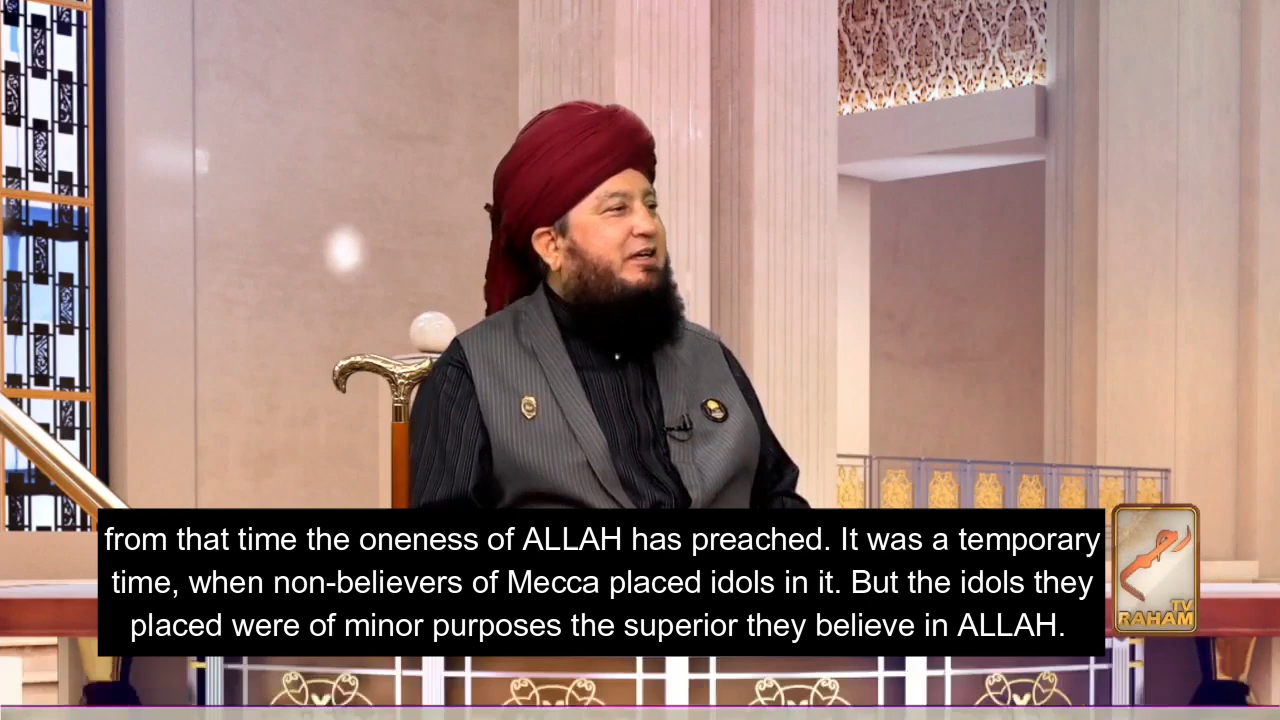 from that time the oneness of ALLAH has preached. It was a temporary
time, when non-believers of Mecca placed idols in it. But the idols they
placed were of minor purposes the superior they believe in ALLAH.
TV
RAHAM